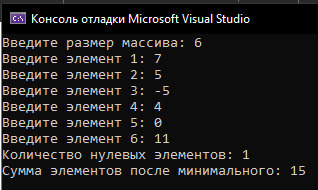 Консоль отладки Microsoft Visual Studio
Введите размер массива: 6
Введите элемент 1: 7
Введите элемент 2: 5
Введите элемент 3: -5
Введите элемент 4: 4
Введите элемент 5: 0
Введите элемент 6: 11
Количество нулевых элементов: 1
Сумма элементов после минимального: 15